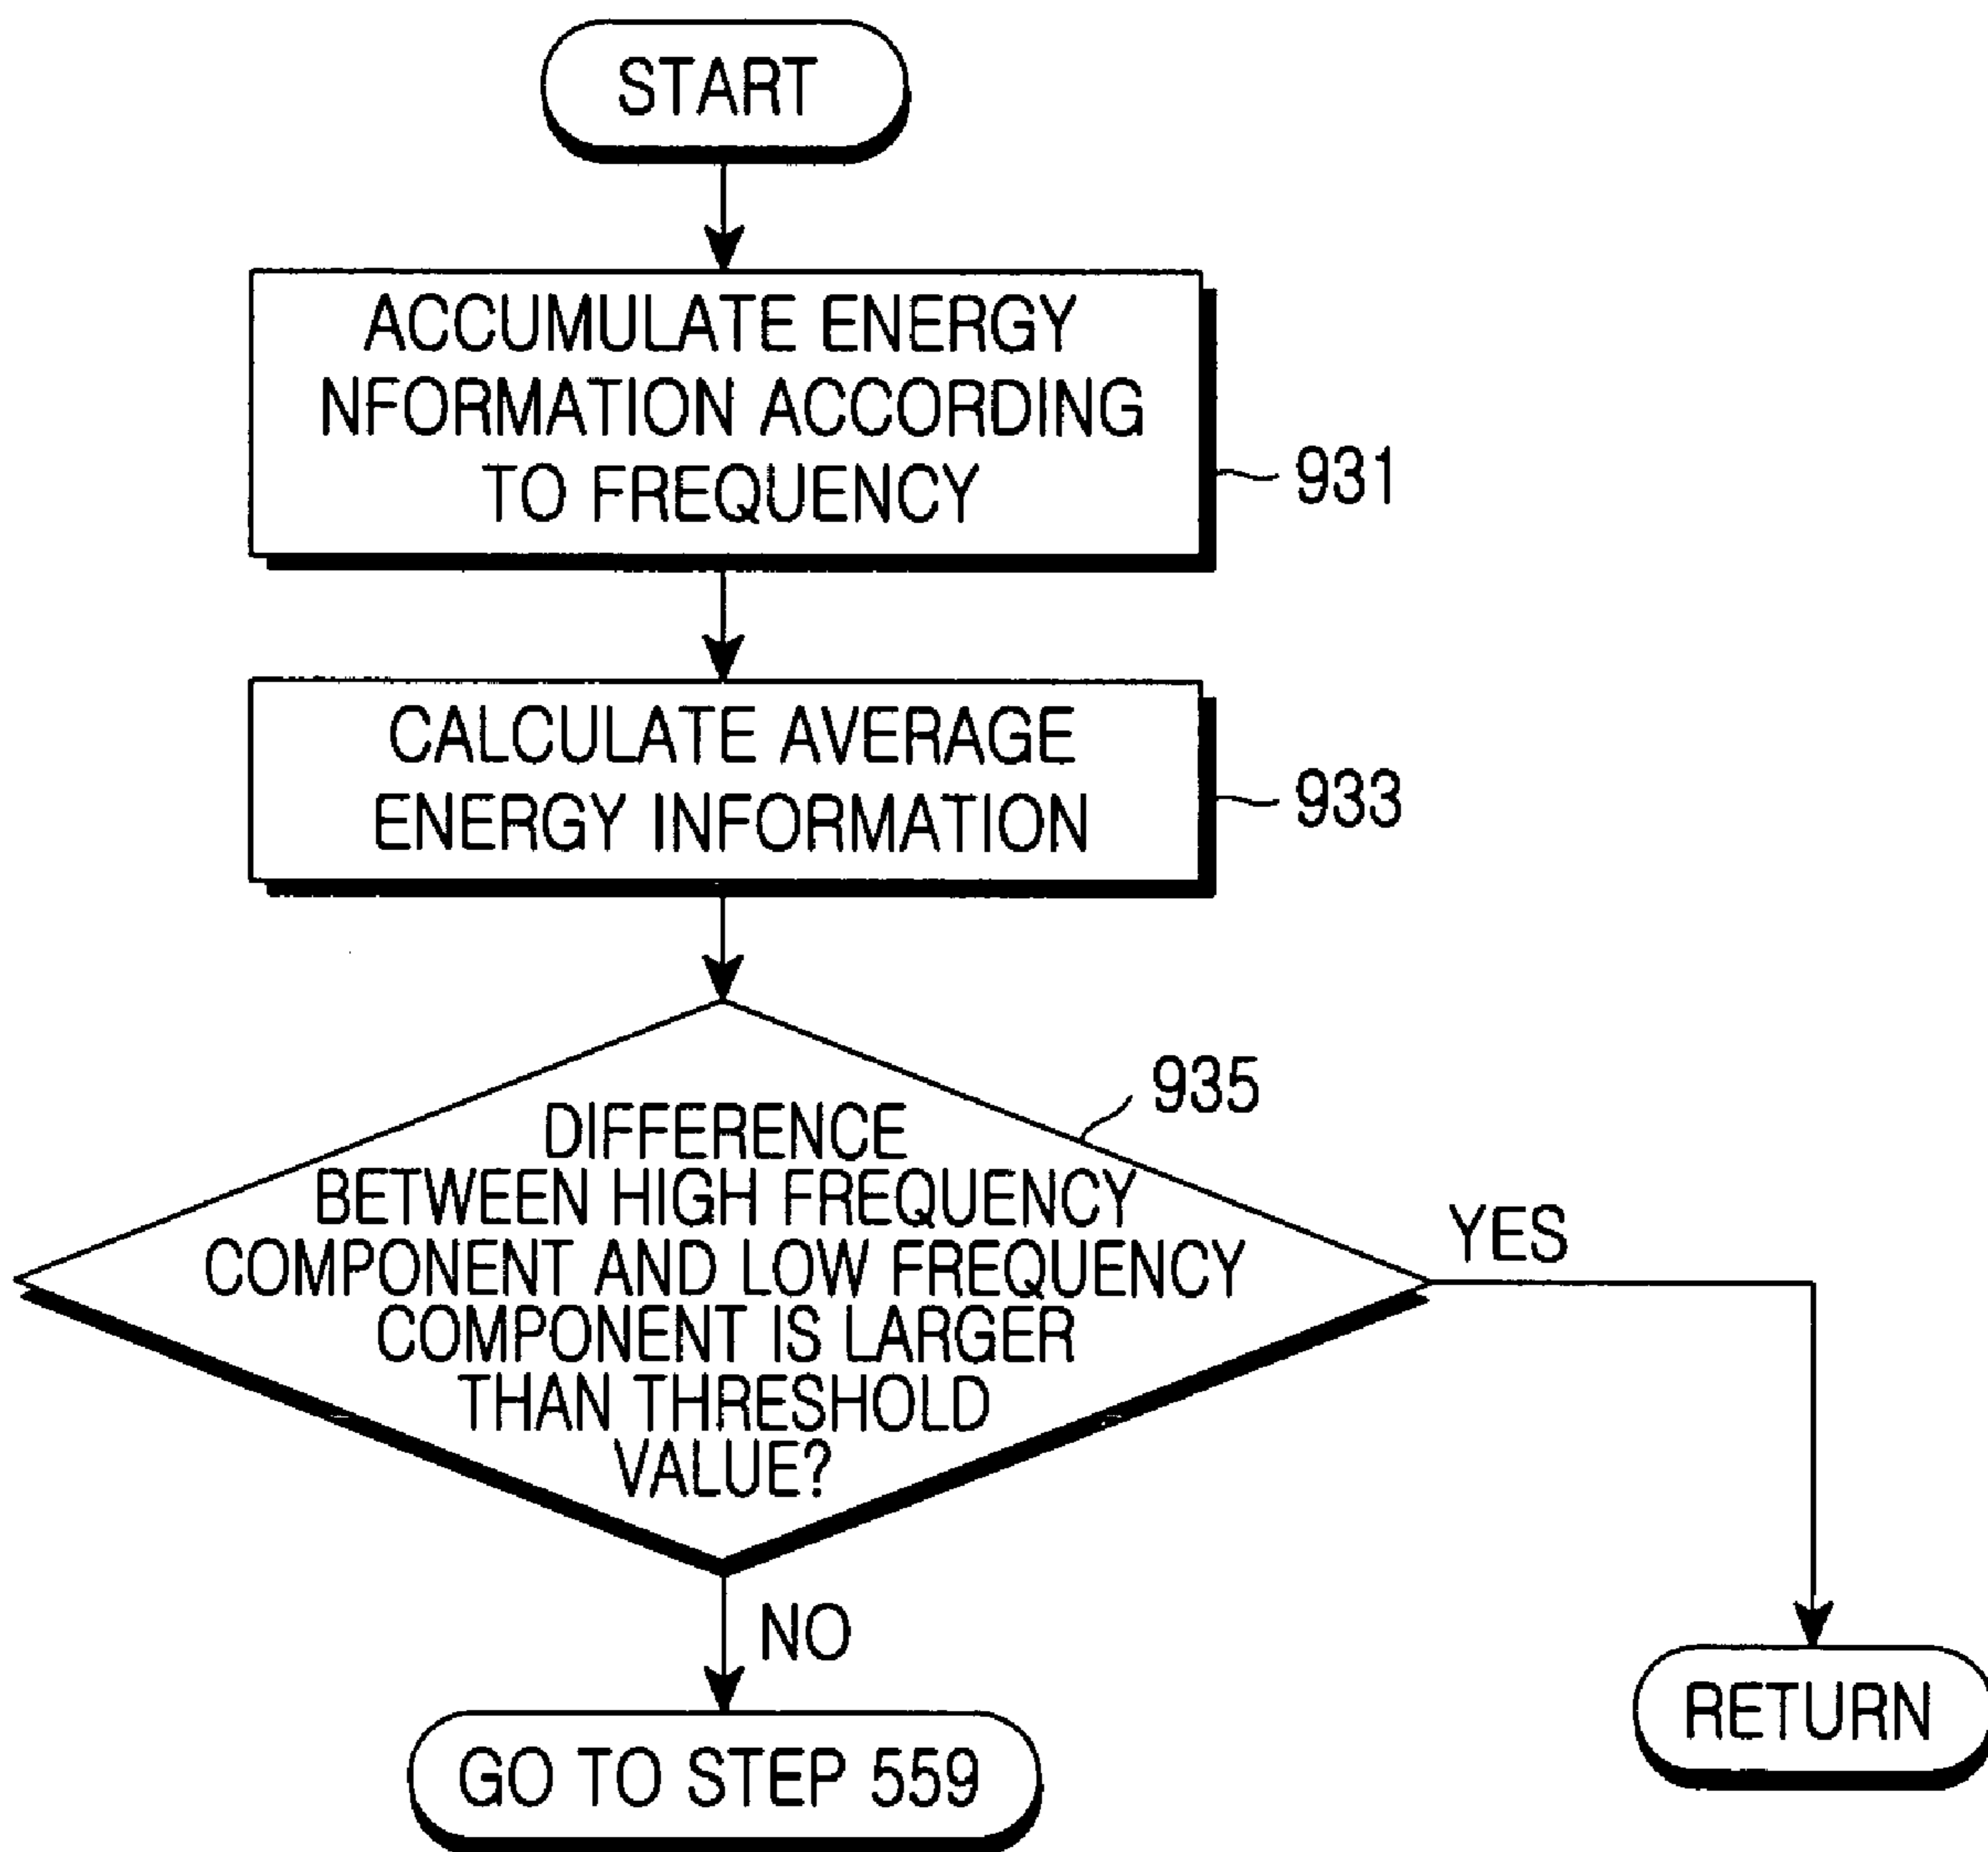 START
ACCUMULATE ENERGY
NFORMATION ACCORDING
TO FREQUENCY
931
CALCULATE AVERAGE
ENERGY INFORMATION
933
935
DIFFERENCE
BETWEEN HIGH FREQUENCY
COMPONENT AND LOW FREQUENCY
COMPONENT IS LARGER
THAN THRESHOLD
VALUE?
YES
NO
GO TO STEP 559
RETURN